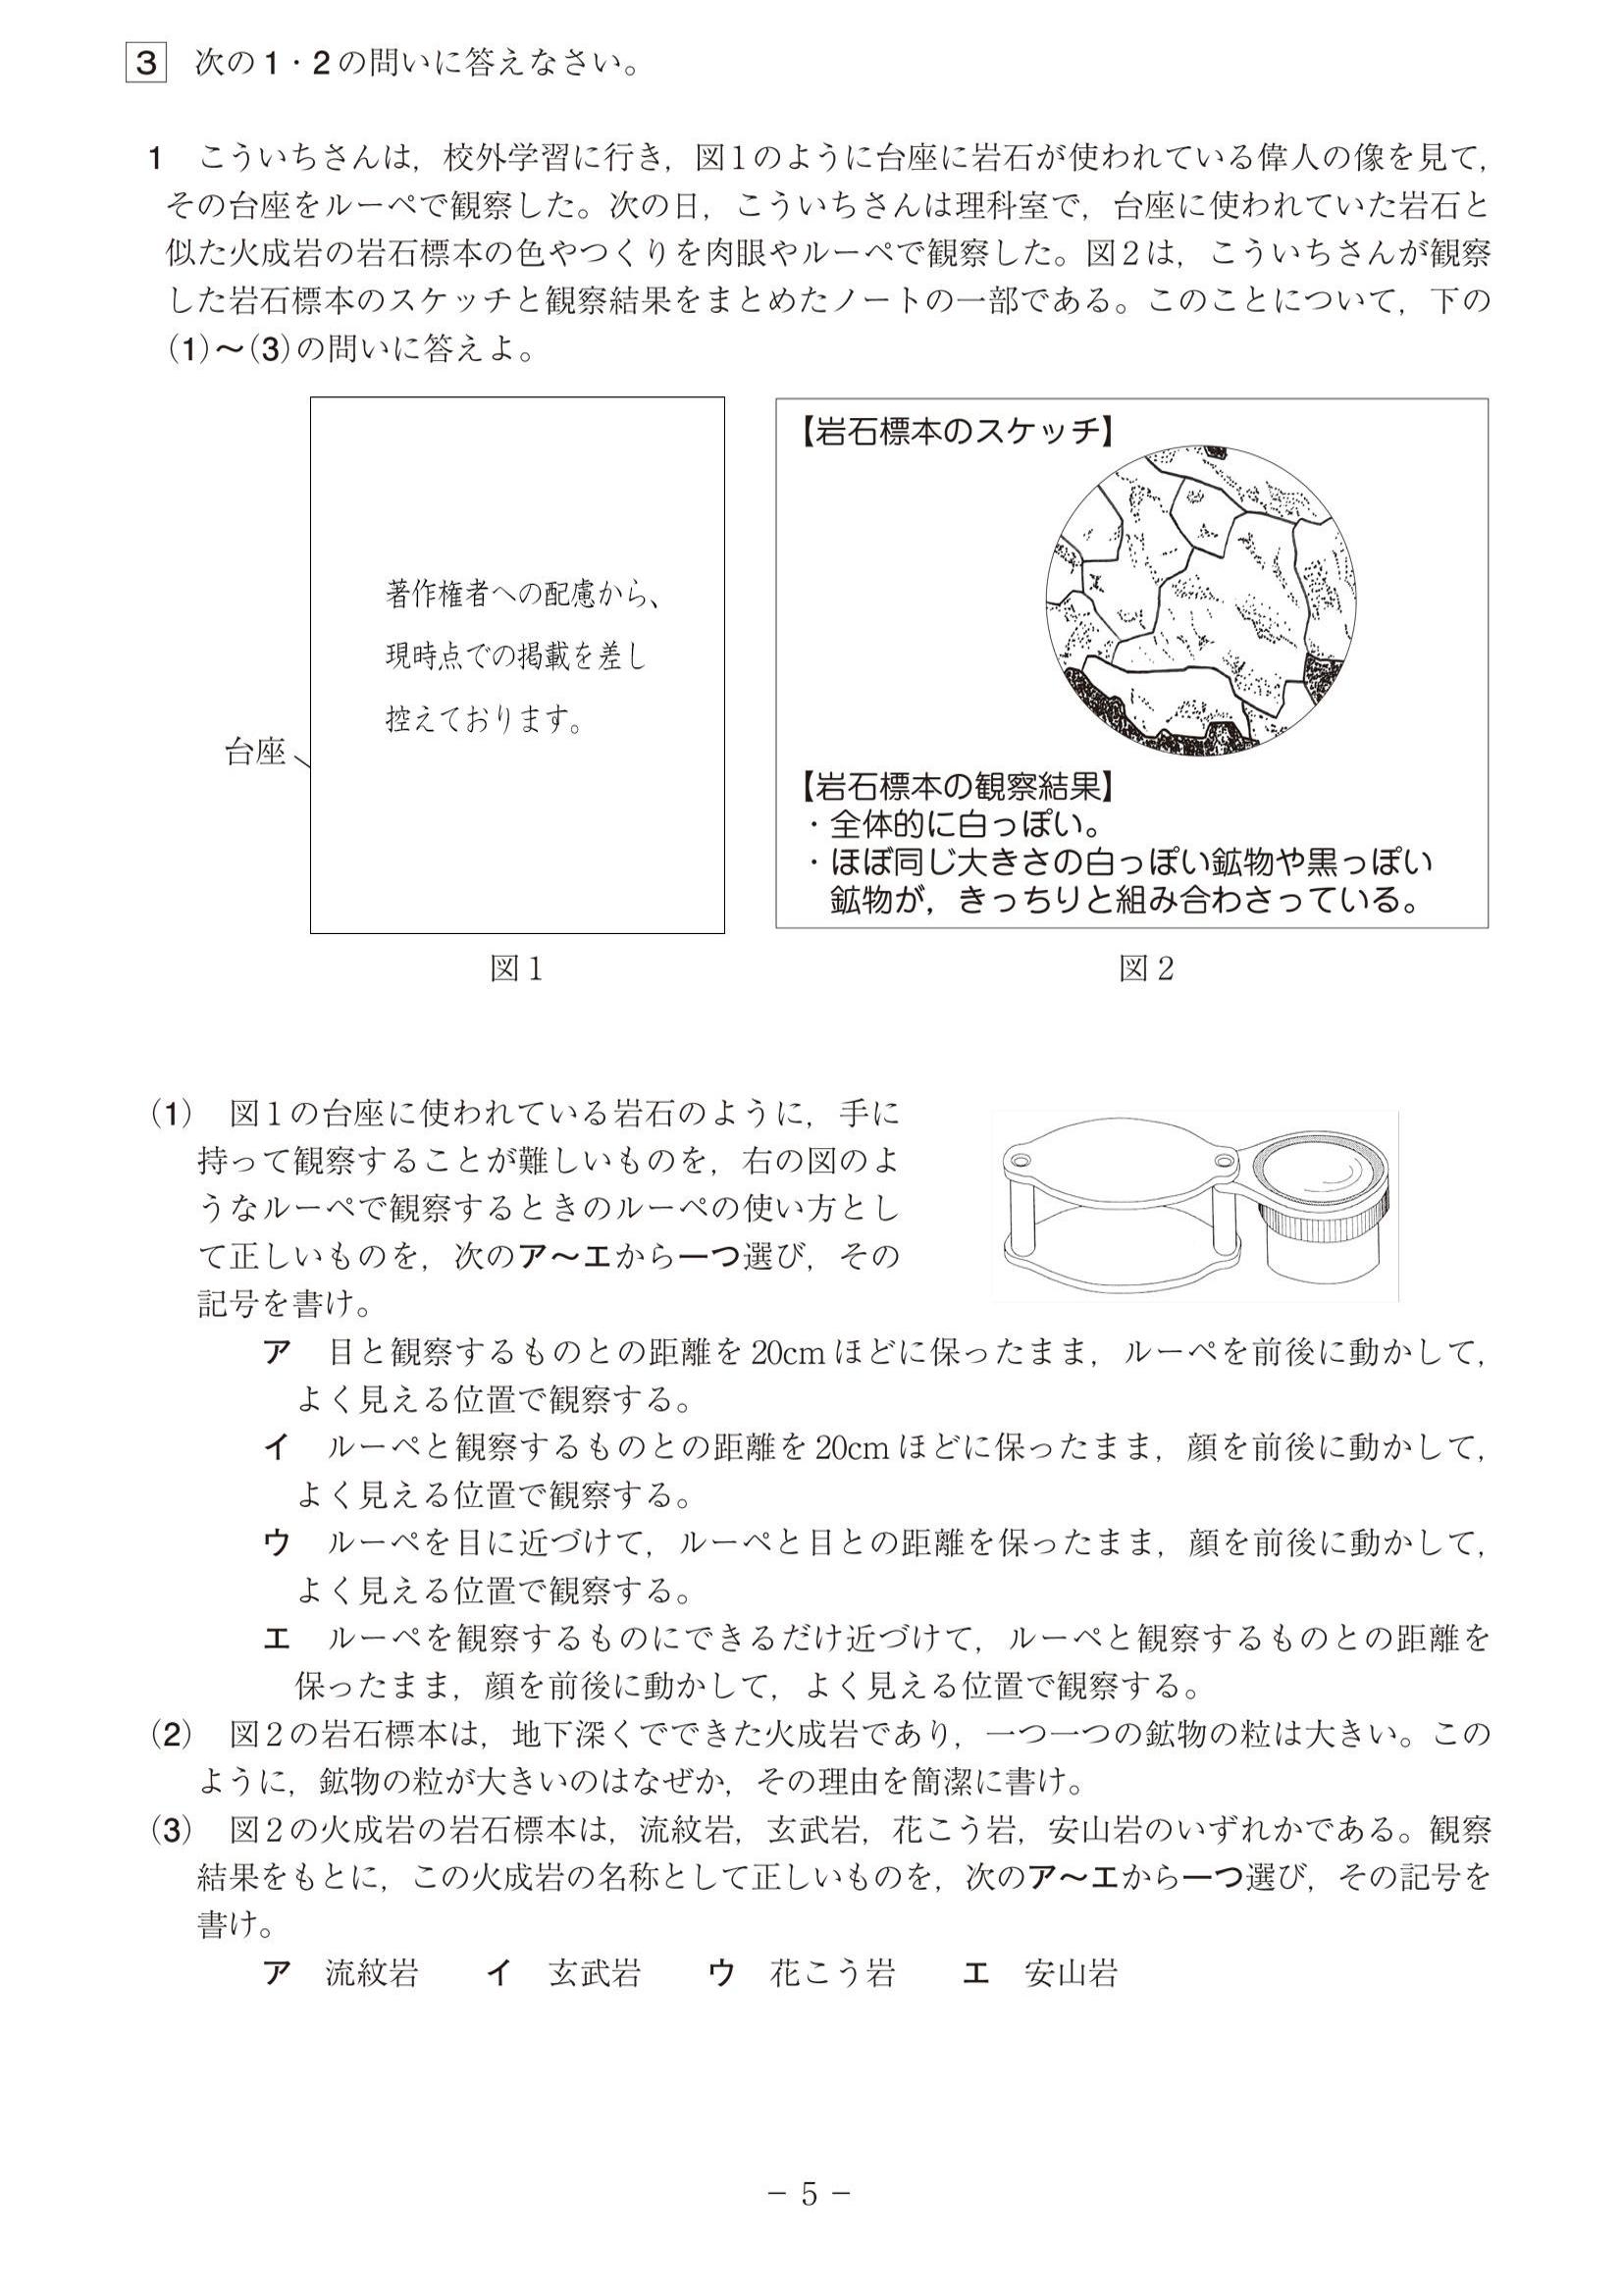 3 次の1・2の問いに答えなさい。
1 こういちさんは，校外学習に行き，図1のように台座に岩石が使われている偉人の像を見て，
その台座をルーペで観察した。次の日，こういちさんは理科室で，台座に使われていた岩石と
似た火成岩の岩石標本の色やつくりを肉眼やルーペで観察した。図2は，こういちさんが観察
した岩石標本のスケッチと観察結果をまとめたノートの一部である。このことについて，下の
(1)～(3)の問いに答えよ。
著作権者への配慮から、
現時点での掲載を差し
控えております。
台座
図1
【岩石標本のスケッチ】
【岩石標本の観察結果】
・全体的に白っぽい。
・ほぼ同じ大きさの白っぽい鉱物や黒っぽい
鉱物が，きっちりと組み合わさっている。
図2
(1) 図1の台座に使われている岩石のように，手に
持って観察することが難しいものを，右の図のよ
うなルーペで観察するときのルーペの使い方とし
て正しいものを，次のア～エから一つ選び，その
記号を書け。
ア 目と観察するものとの距離を20cmほどに保ったまま，ルーペを前後に動かして，
よく見える位置で観察する。
イ ルーペと観察するものとの距離を20cmほどに保ったまま，顔を前後に動かして，
よく見える位置で観察する。
ウ ルーペを目に近づけて，ルーペと目との距離を保ったまま，顔を前後に動かして，
よく見える位置で観察する。
エ ルーペを観察するものにできるだけ近づけて，ルーペと観察するものとの距離を
保ったまま，顔を前後に動かして，よく見える位置で観察する。
(2) 図2の岩石標本は，地下深くでできた火成岩であり，一つ一つの鉱物の粒は大きい。この
ように，鉱物の粒が大きいのはなぜか，その理由を簡潔に書け。
(3) 図2の火成岩の岩石標本は，流紋岩，玄武岩，花こう岩，安山岩のいずれかである。観察
結果をもとに，この火成岩の名称として正しいものを，次のア～エから一つ選び，その記号を
書け。
ア 流紋岩 イ 玄武岩 ウ 花こう岩 エ 安山岩
－ 5 －